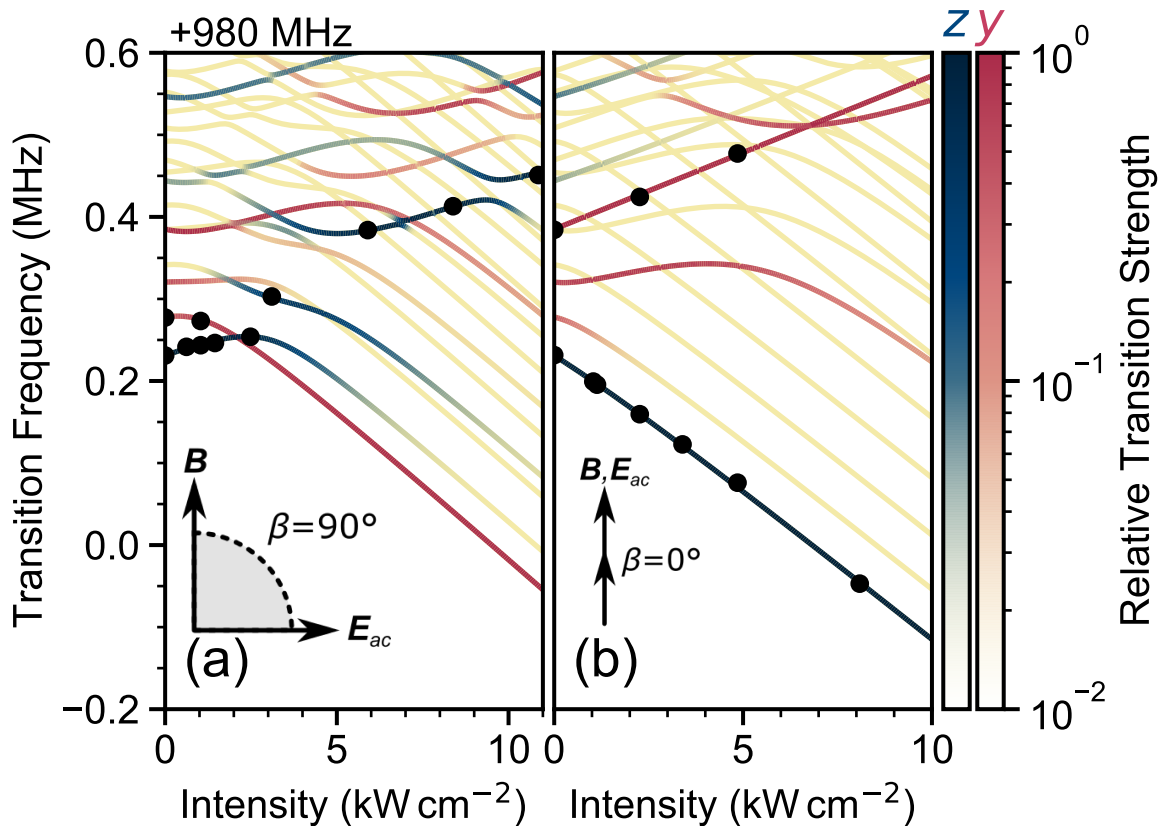 +980 MHz
z y
Transition Frequency (MHz)
0.6
0.4
0.2
0.0
−0.2
B
β=90°
E_ac
(a)
B,E_ac
β=0°
(b)
0 5 10
0 5 10
Intensity (kW cm⁻²)
Intensity (kW cm⁻²)
10⁰
10⁻¹
10⁻²
Relative Transition Strength